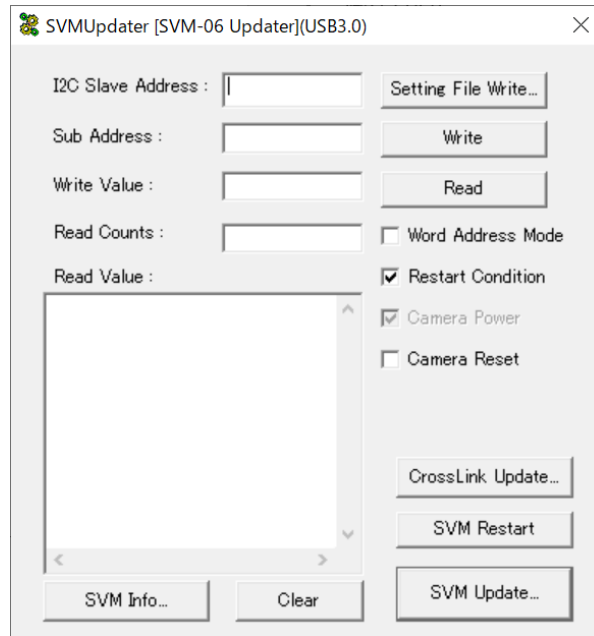 SVMUpdater [SVM-06 Updater](USB3.0)
I2C Slave Address :
Setting File Write...
Sub Address :
Write
Write Value :
Read
Read Counts :
Word Address Mode
Read Value :
Restart Condition
Camera Power
Camera Reset
CrossLink Update...
SVM Restart
SVM Info...
Clear
SVM Update...